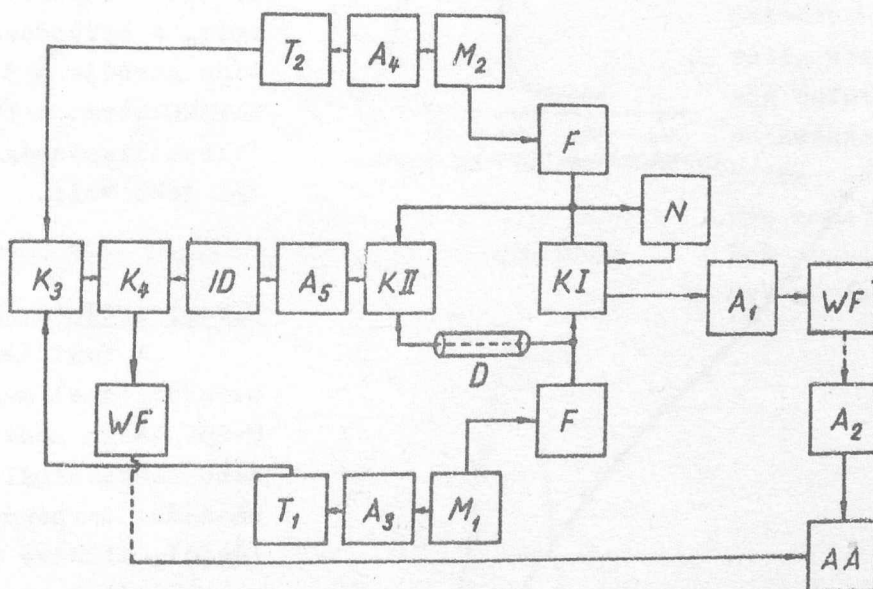 T₂ A₄ M₂
F
N
K₃ K₄ ID A₅ KII KI A₁ WF
D
WF F A₂
T₁ A₃ M₁
AA